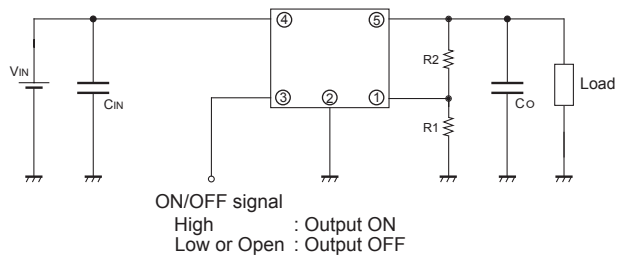 ④ ⑤
R2
VIN
CIN
③ ② ①
CO
Load
R1
ON/OFF signal
High : Output ON
Low or Open : Output OFF